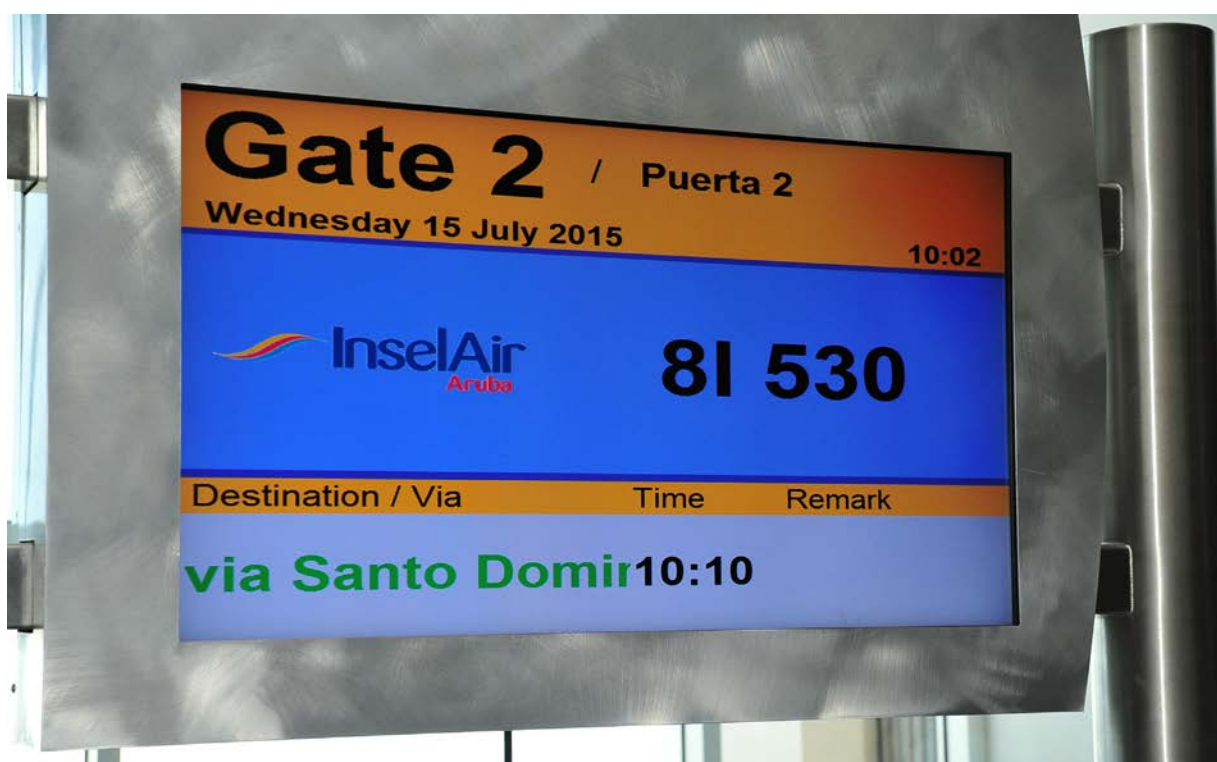 Gate 2 / Puerta 2
Wednesday 15 July 2015 10:02
InselAir
Aruba
8I 530
Destination / Via Time Remark
via Santo Domin 10:10